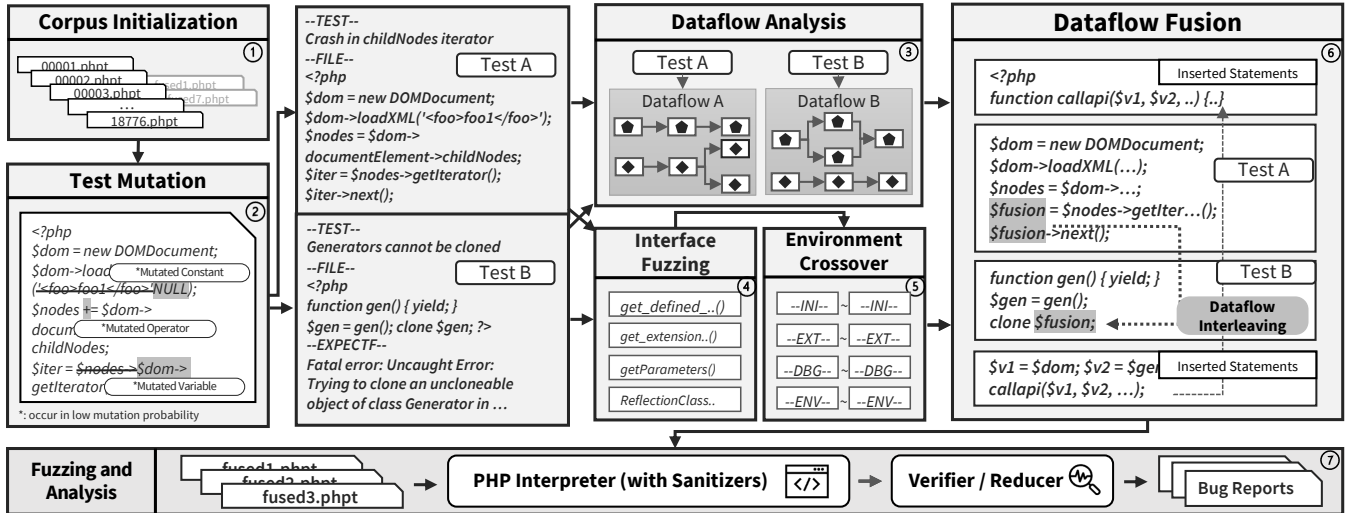 Corpus Initialization
1
00001.phpt
00002.phpt
00003.phpt
...
18776.phpt
fused1.phpt
fused7.phpt
Test Mutation
2
<?php
$dom = new DOMDocument;
$dom->load
*Mutated Constant
('<foo>foo1</foo>'NULL);
$nodes += $dom->
docum
*Mutated Operator
childNodes;
$iter = $nodes->$dom->
getIterator
*Mutated Variable
*: occur in low mutation probability
--TEST--
Crash in childNodes iterator
--FILE--
Test A
<?php
$dom = new DOMDocument;
$dom->loadXML('<foo>foo1</foo>');
$nodes = $dom->
documentElement->childNodes;
$iter = $nodes->getIterator();
$iter->next();
--TEST--
Generators cannot be cloned
--FILE--
Test B
<?php
function gen() { yield; }
$gen = gen(); clone $gen; ?>
--EXPECTF--
Fatal error: Uncaught Error:
Trying to clone an uncloneable
object of class Generator in ...
Dataflow Analysis
3
Test A
Test B
Dataflow A
Dataflow B
Interface
Fuzzing
4
get_defined_..()
get_extension..()
getParameters()
ReflectionClass..
Environment
Crossover
5
--INI-- ~ --INI--
--EXT-- ~ --EXT--
--DBG-- ~ --DBG--
--ENV-- ~ --ENV--
Dataflow Fusion
6
<?php
Inserted Statements
function callapi($v1, $v2, ..) {..}
$dom = new DOMDocument;
$dom->loadXML(...);
Test A
$nodes = $dom->...;
$fusion = $nodes->getIter...();
$fusion->next();
Test B
function gen() { yield; }
$gen = gen();
clone $fusion;
Dataflow
Interleaving
$v1 = $dom; $v2 = $gen
Inserted Statements
callapi($v1, $v2, ...);
Fuzzing and
Analysis
7
fused1.phpt
fused2.phpt
fused3.phpt
PHP Interpreter (with Sanitizers)
</>
Verifier / Reducer
Bug Reports